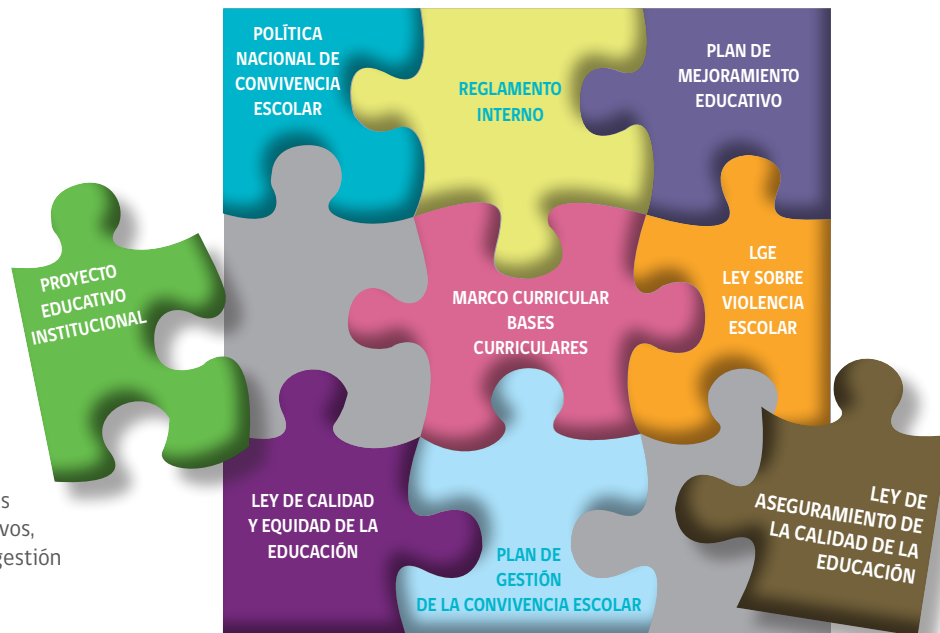 POLÍTICA
NACIONAL DE
CONVIVENCIA
ESCOLAR
REGLAMENTO
INTERNO
PLAN DE
MEJORAMIENTO
EDUCATIVO
PROYECTO
EDUCATIVO
INSTITUCIONAL
MARCO CURRICULAR
BASES
CURRICULARES
LGE
LEY SOBRE
VIOLENCIA
ESCOLAR
LEY DE CALIDAD
Y EQUIDAD DE LA
EDUCACIÓN
PLAN DE
GESTIÓN
DE LA CONVIVENCIA ESCOLAR
LEY DE
ASEGURAMIENTO DE
LA CALIDAD DE LA
EDUCACIÓN
s
vos,
gestión